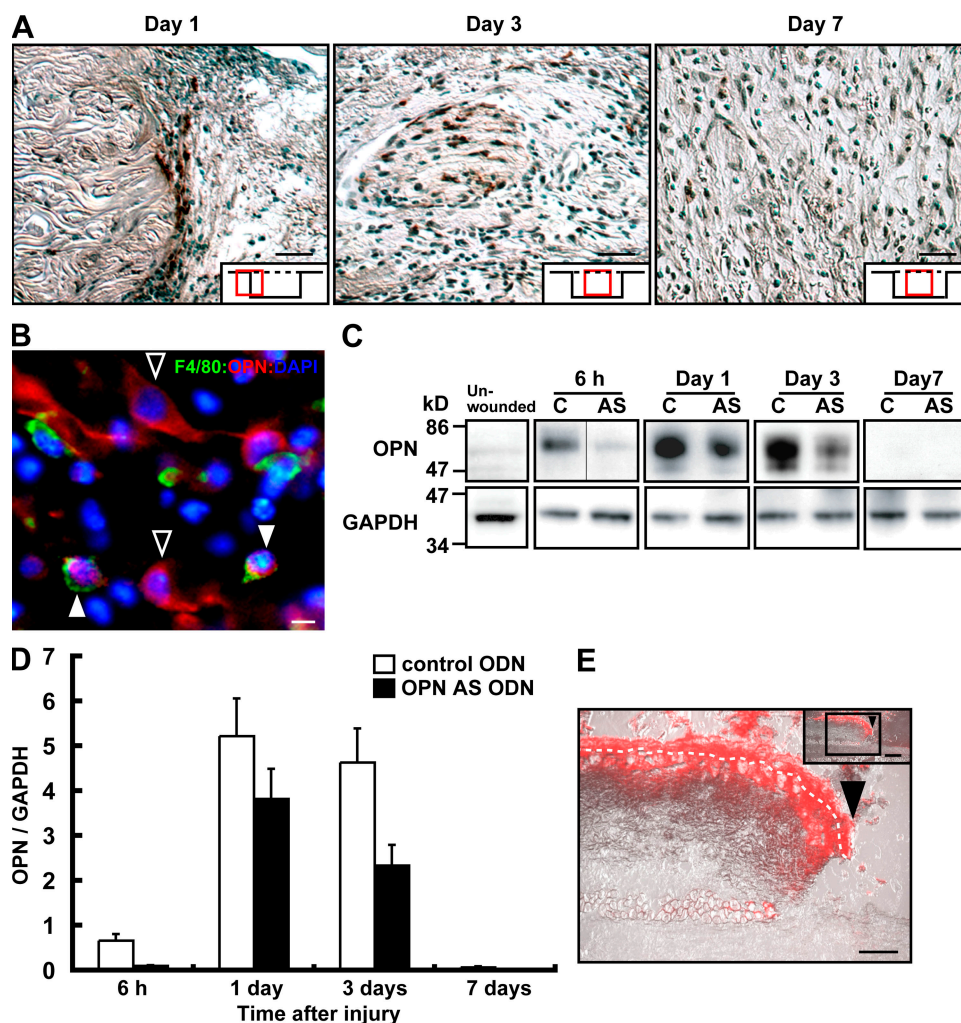 A
Day 1 Day 3 Day 7
B
F4/80:OPN:DAPI
C
6 h Day 1 Day 3 Day7
kD Un-wounded C AS C AS C AS C AS
86
OPN
47
47
GAPDH
34
D
7
6
5
4
3
2
1
0
OPN / GAPDH
control ODN
OPN AS ODN
6 h 1 day 3 days 7 days
Time after injury
E